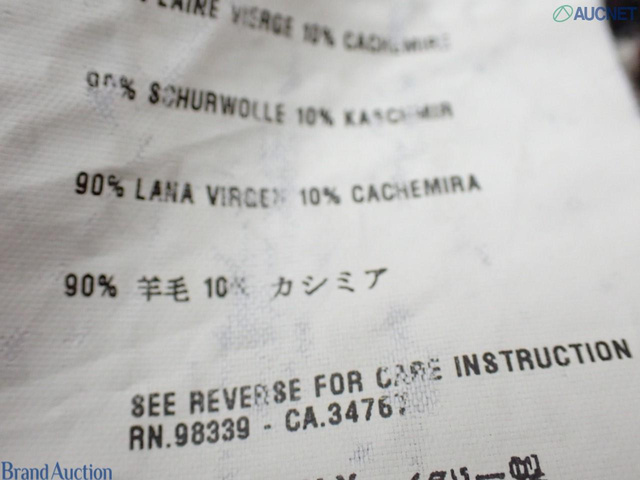 AUCNET
LAINE VIERGE 10% CACHEMIRE
90% SCHURWOLLE 10% KASCHMIR
90% LANA VIRGEN 10% CACHEMIRA
90% 羊毛 10% カシミア
SEE REVERSE FOR CARE INSTRUCTION
RN.98339 - CA.34767
Brand Auction